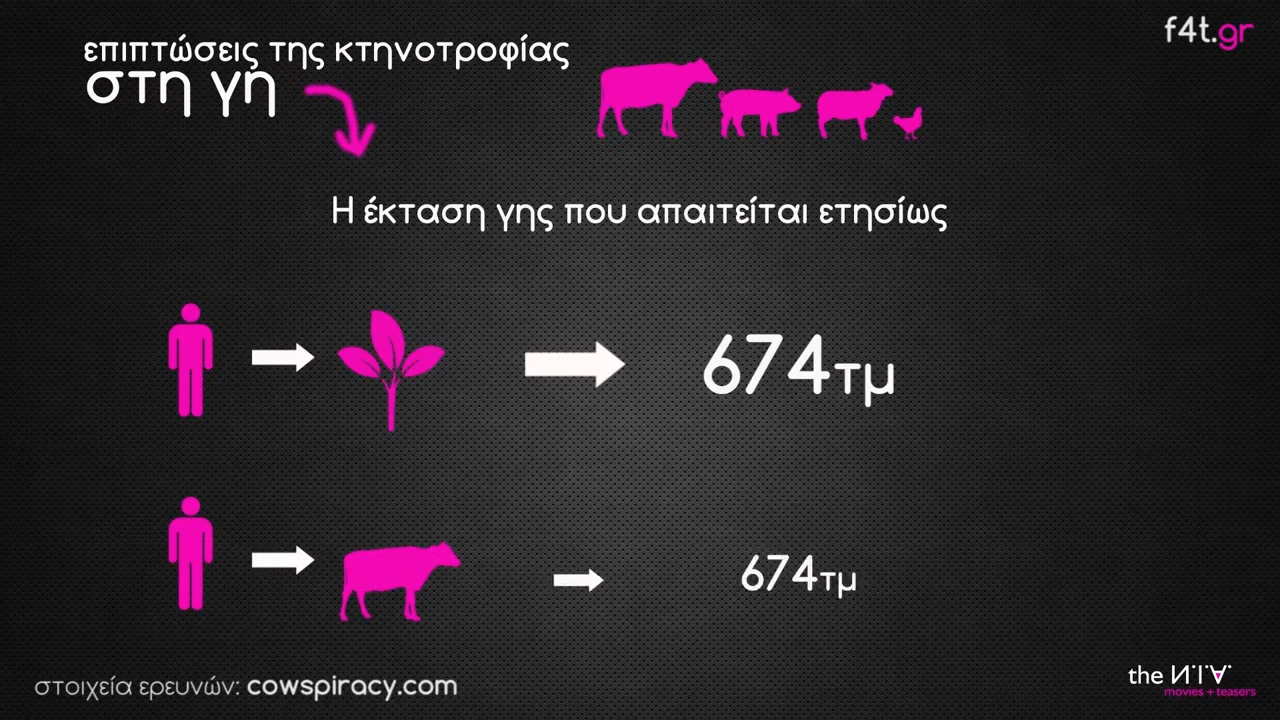 επιπτώσεις της κτηνοτροφίας
στη γη
f4t.gr
Η έκταση γης που απαιτείται ετησίως
674τμ
674τμ
στοιχεία ερευνών: cowspiracy.com
the
movies + teasers